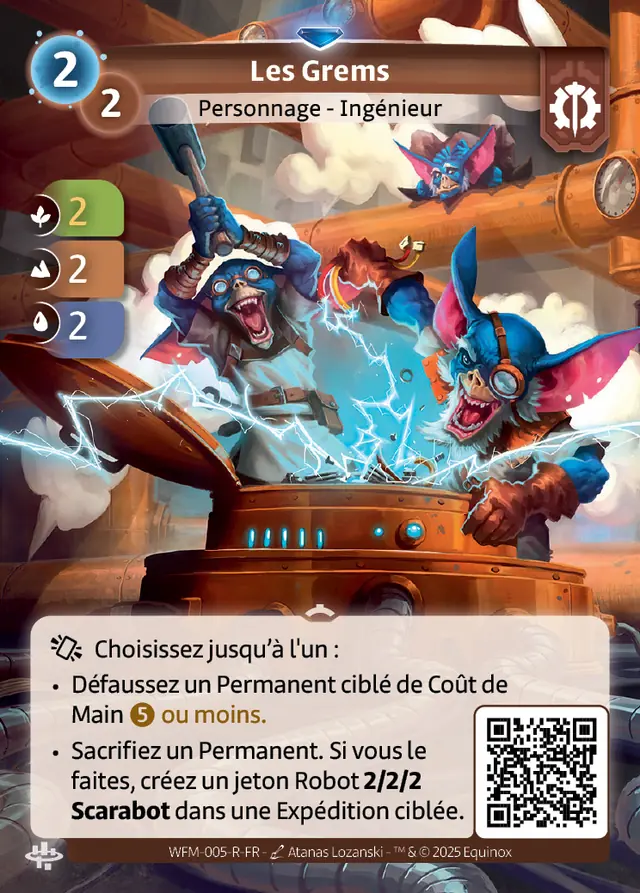 2
Les Grems
2
Personnage - Ingénieur
2
2
2
Choisissez jusqu'à l'un :
• Défaussez un Permanent ciblé de Coût de
Main 5 ou moins.
• Sacrifiez un Permanent. Si vous le
faites, créez un jeton Robot 2/2/2
Scarabot dans une Expédition ciblée.
WFM-005-R-FR - Atanas Lozanski - ™ & © 2025 Equinox